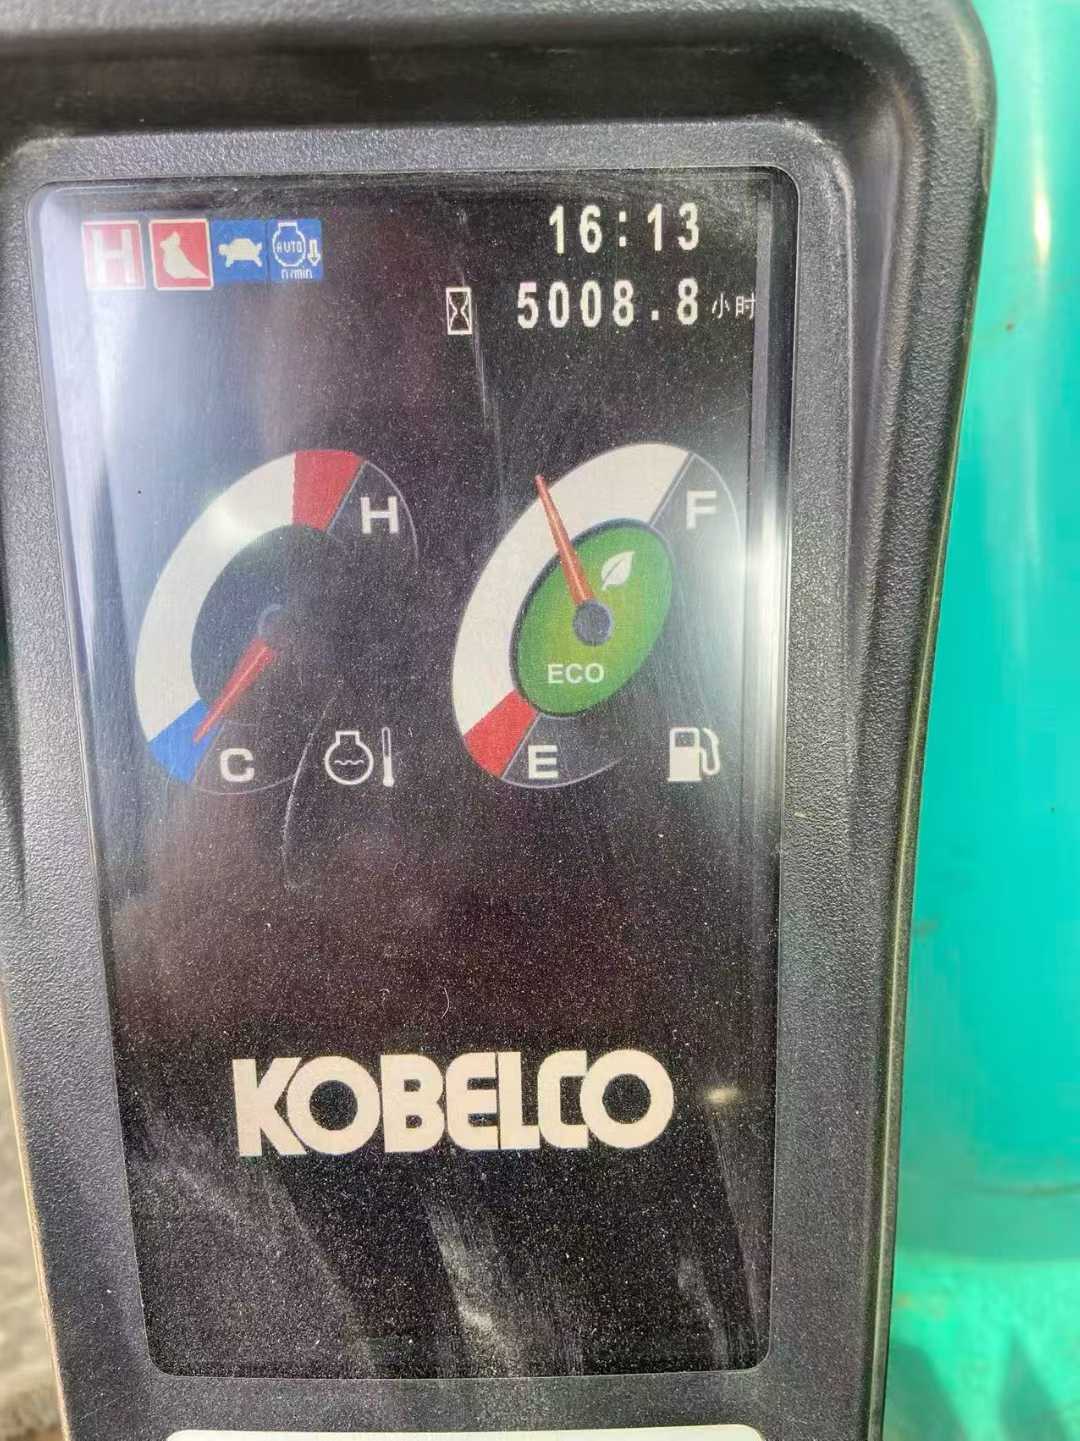 H AUTO 16:13
n/min
5008.8小时
H F
ECO
C E
KOBELCO